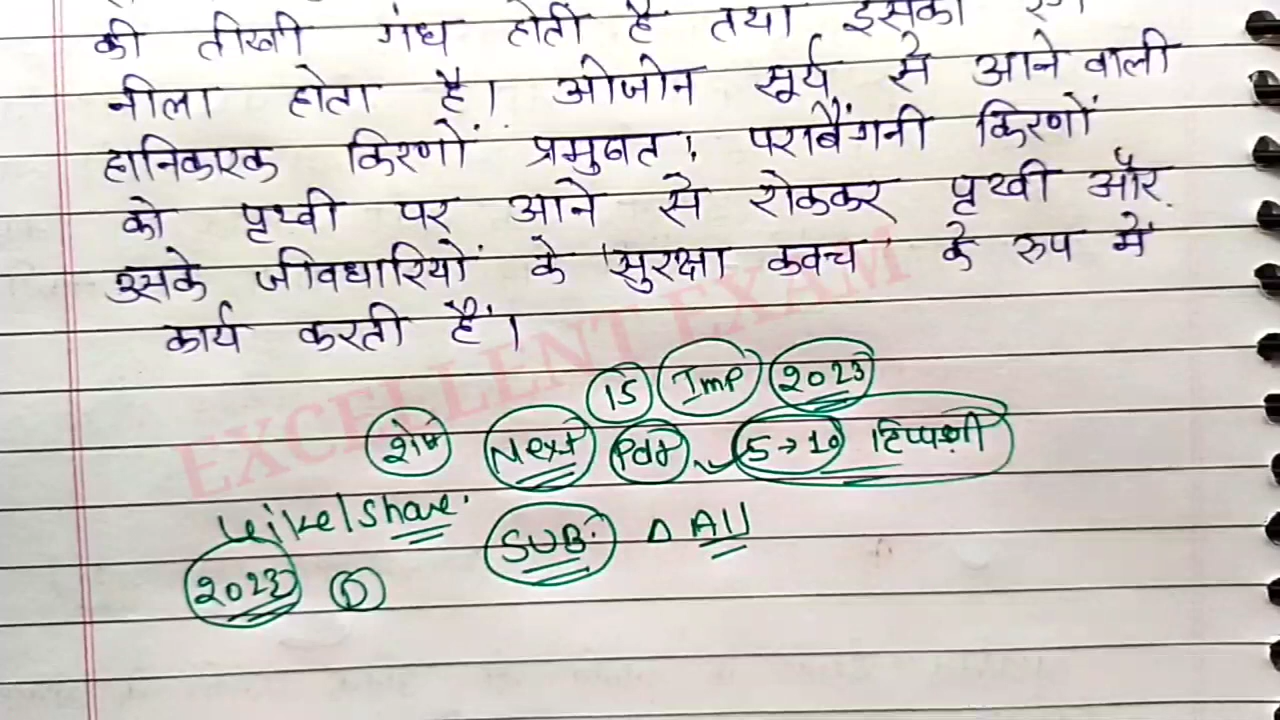 की तीखी गंध होती है तथा इसका रंग
नीला होता है। ओजोन सूर्य से आने वाली
हानिकारक किरणों प्रमुखतः पराबैंगनी किरणों
को पृथ्वी पर आने से रोककर पृथ्वी और
उसके जीवधारियों के 'सुरक्षा कवच' के रुप में
कार्य करती हैं।
EXCELLENT EXAM
15 Imp 2023
शेष Next Pdf 5→10 टिप्पणी
Like/Share.
SUB: All
2023